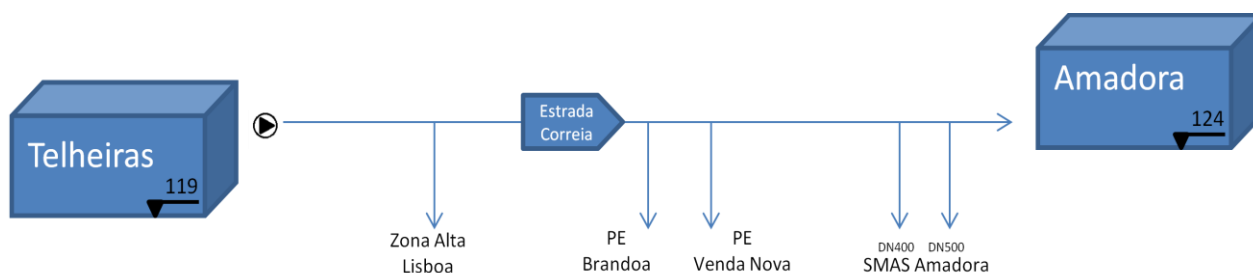 Telheiras
119
Zona Alta
Lisboa
Estrada
Correia
PE
Brandoa
PE
Venda Nova
DN400 DN500
SMAS Amadora
Amadora
124